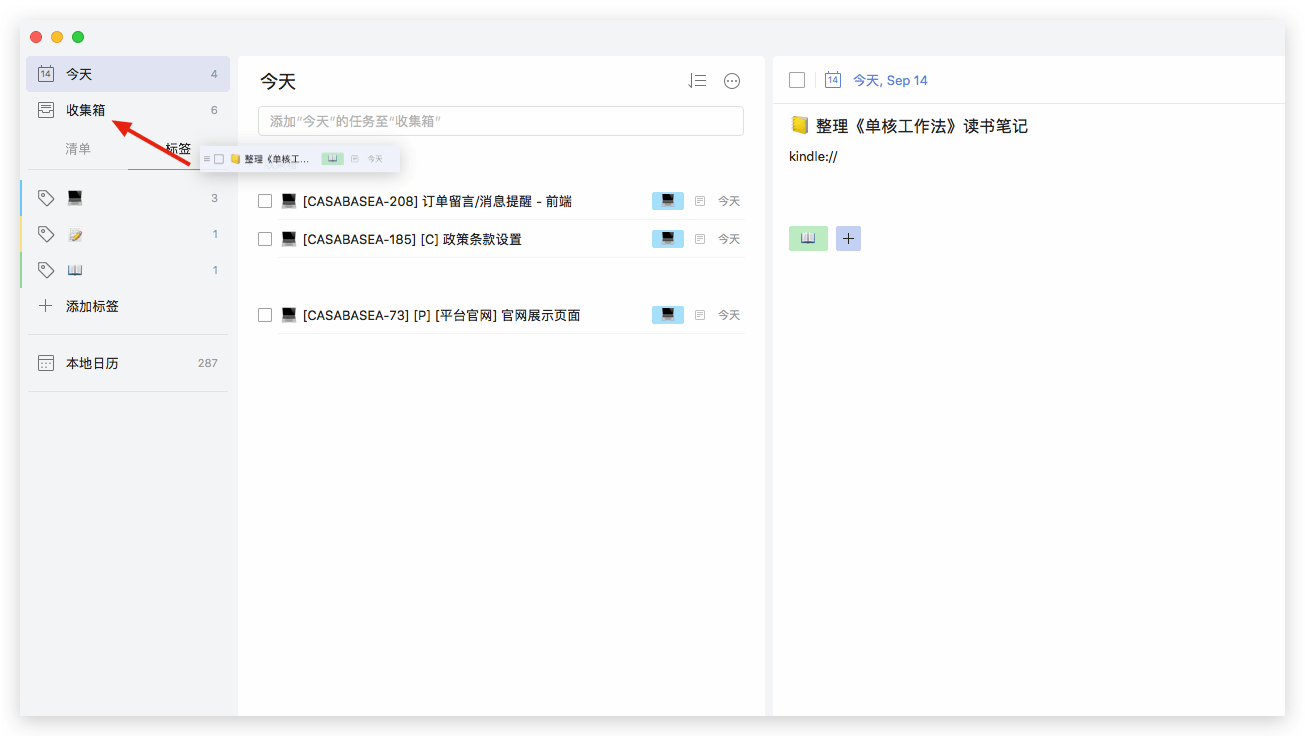 14 今天 4
收集箱 6
清单 标签
3
1
1
添加标签
本地日历 287
今天
添加“今天”的任务至“收集箱”
整理《单核工作法... 今天
[CASABASEA-208] 订单留言/消息提醒 - 前端 今天
[CASABASEA-185] [C] 政策条款设置 今天
[CASABASEA-73] [P] [平台官网] 官网展示页面 今天
14 今天, Sep 14
整理《单核工作法》读书笔记
kindle://